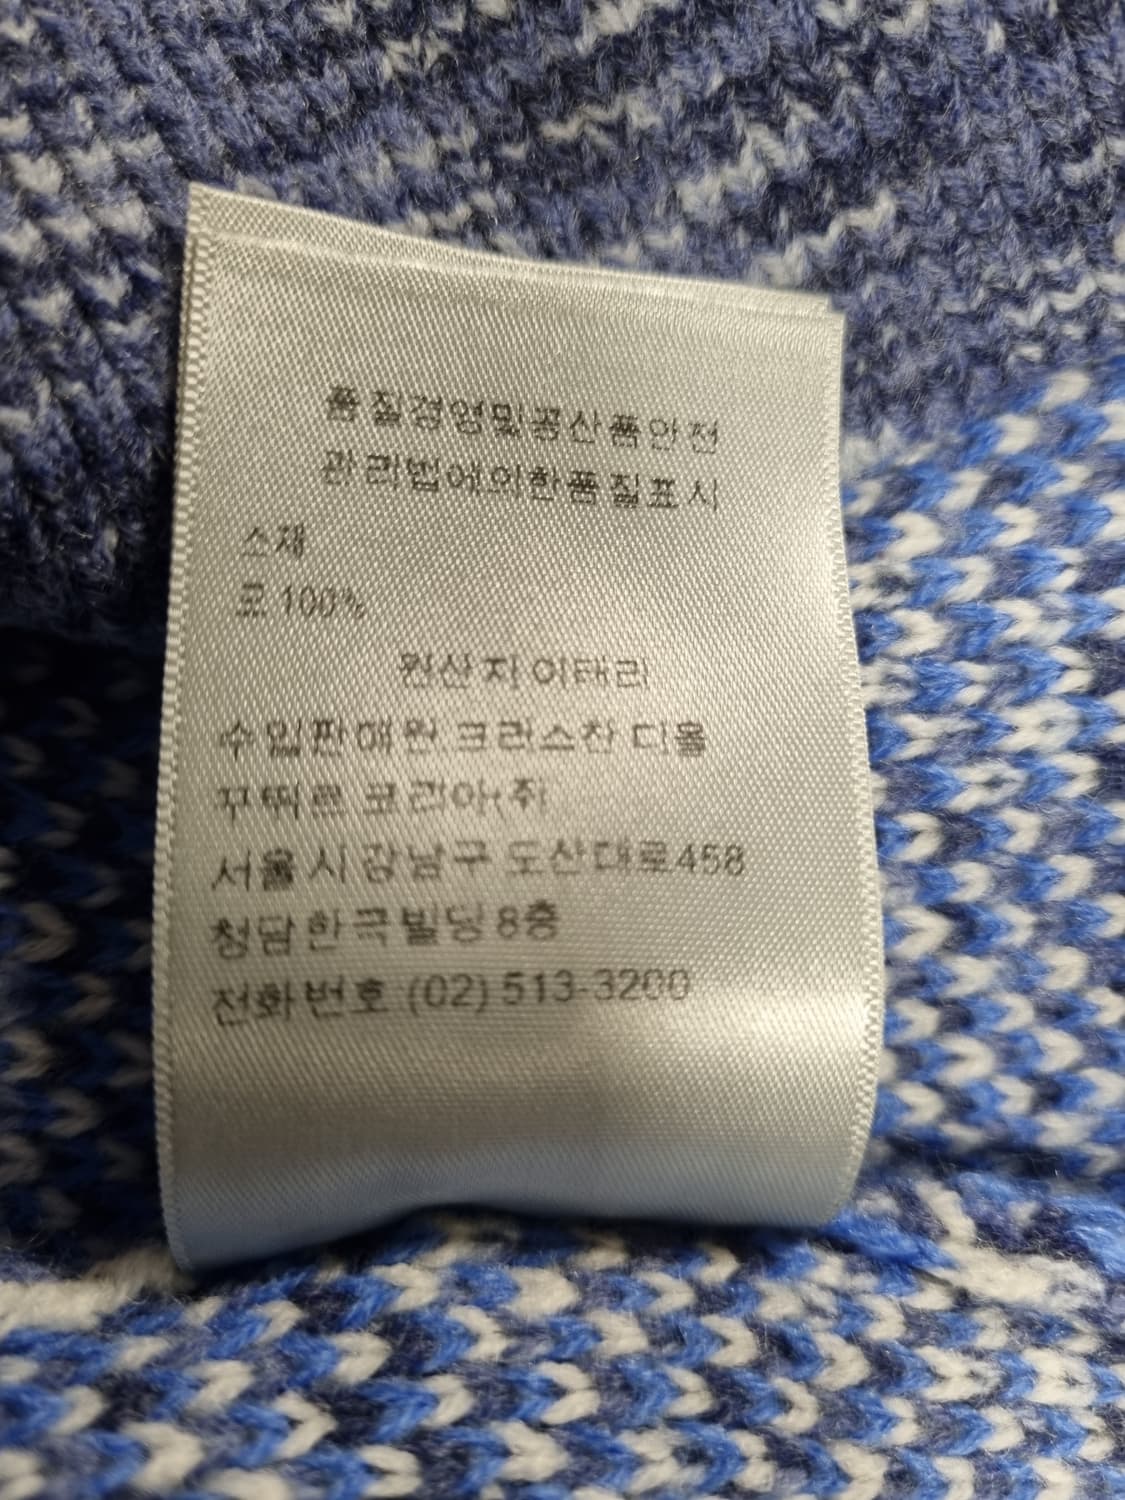 품질경영및공산품안전
관리법에의한품질표시
소재
모 100%
원산지 이태리
수입판매원 크리스찬 디올
꾸뛰르 코리아(주)
서울시 강남구 도산대로458
청담한국빌딩 8층
전화번호 (02) 513-3200